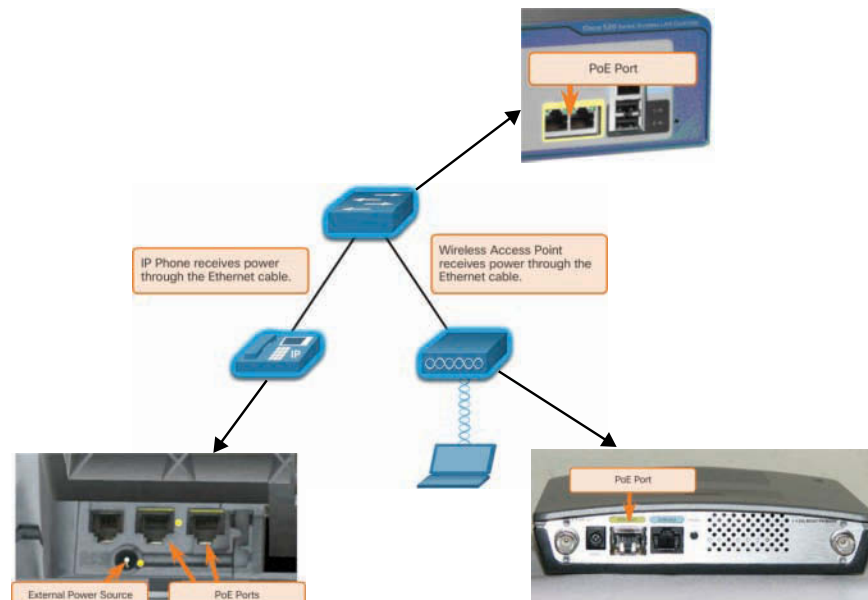 PoE Port
IP Phone receives power
through the Ethernet cable.
Wireless Access Point
receives power through the
Ethernet cable.
IP
PoE Port
External Power Source
PoE Ports